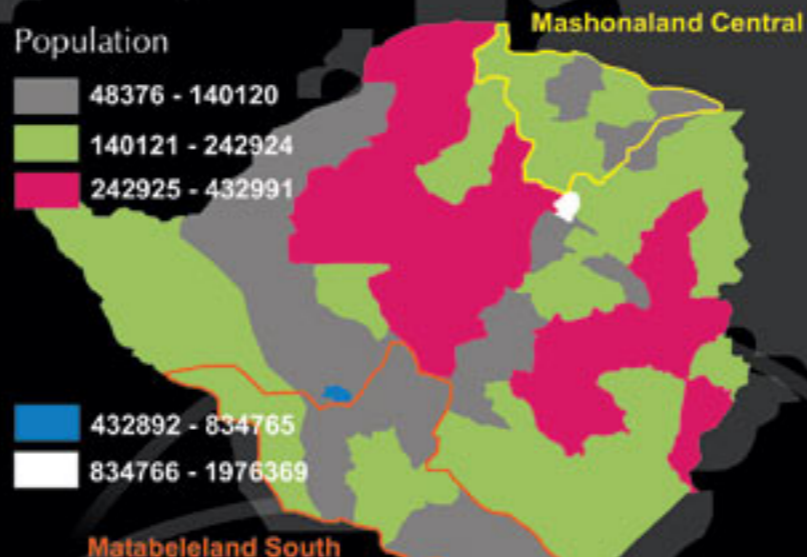 Mashonaland Central
Population
48376 - 140120
140121 - 242924
242925 - 432991
432892 - 834765
834766 - 1976369
Matabeleland South